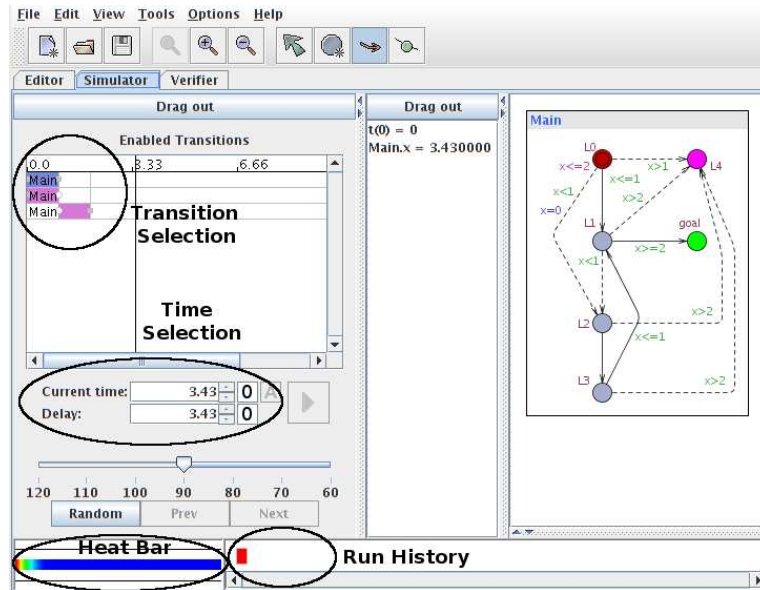 File Edit View Tools Options Help
Editor Simulator Verifier
Drag out
Enabled Transitions
0.0 3.33 6.66
Main
Main
Main
Transition
Selection
Time
Selection
Current time: 3.43 0 A
Delay: 3.43 0
120 110 100 90 80 70 60
Random Prev Next
Heat Bar
Run History
Drag out
t(0) = 0
Main.x = 3.430000
Main
L0
x<=2 x>1 L4
x<1 x<=1
x>2
x=0
L1 goal
x>=2
x<1
x>2
L2
x<=1
L3 x>2